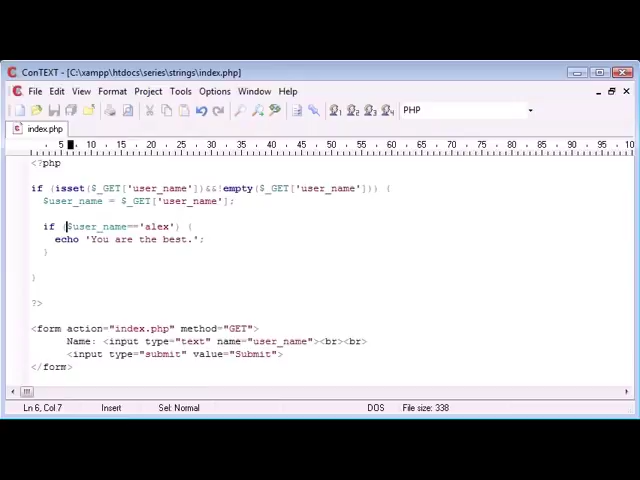 ConTEXT - [C:\xampp\htdocs\series\strings\index.php]
File Edit View Format Project Tools Options Window Help
PHP
index.php
5 10 15 20 25 30 35 40 45 50 55 60 65 70 75 80 85 90 95 100
<?php
if (isset($_GET['user_name'])&&!empty($_GET['user_name'])) {
$user_name = $_GET['user_name'];
if ($user_name=='alex') {
echo 'You are the best.';
}
}
?>
<form action="index.php" method="GET">
Name: <input type="text" name="user_name"><br><br>
<input type="submit" value="Submit">
</form>
Ln 6, Col 7 Insert Sel: Normal DOS File size: 338